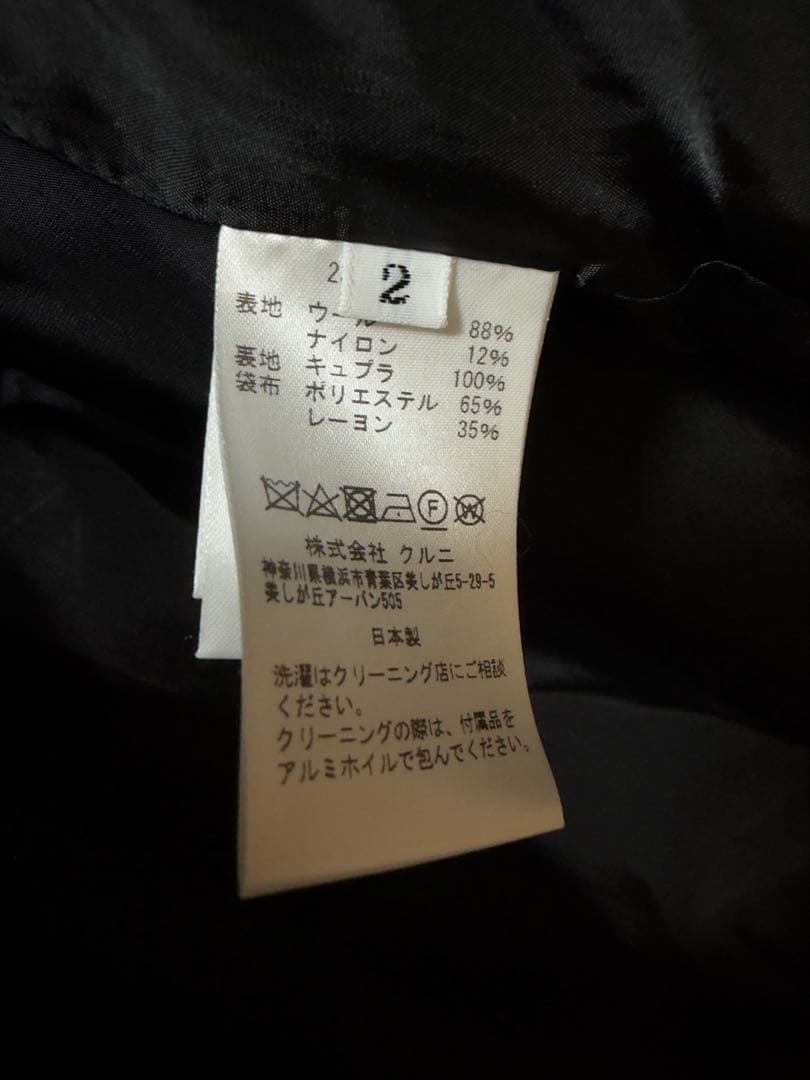 2
表地 ウール 88%
ナイロン 12%
裏地 キュプラ 100%
袋布 ポリエステル 65%
レーヨン 35%
F W
株式会社 クルニ
神奈川県横浜市青葉区美しが丘5-29-5
美しが丘アーバン505
日本製
洗濯はクリーニング店にご相談
ください。
クリーニングの際は、付属品を
アルミホイルで包んでください。